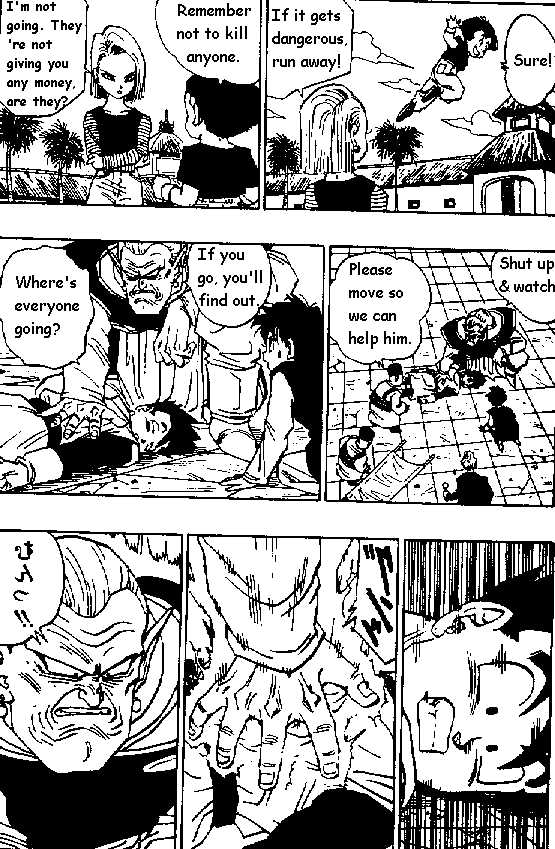 I'm not
going. They
're not
giving you
any money,
are they?
Remember
not to kill
anyone.
If it gets
dangerous,
run away!
Sure!
Where's
everyone
going?
If you
go, you'll
find out.
Please
move so
we can
help him.
Shut up
& watch